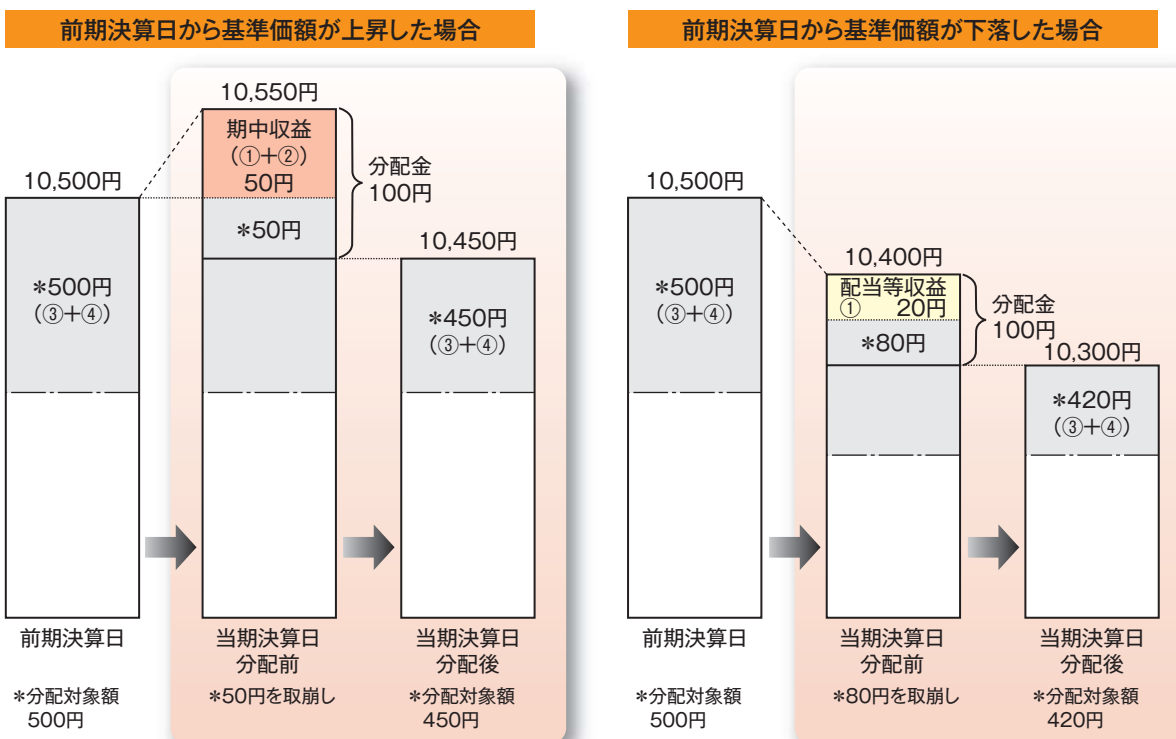 前期決算日から基準価額が上昇した場合
10,550円
期中収益
（①＋②）
50円
分配金
100円
10,500円
＊50円
10,450円
＊500円
（③＋④）
＊450円
（③＋④）
前期決算日
当期決算日
分配前
当期決算日
分配後
＊分配対象額
500円
＊50円を取崩し
＊分配対象額
450円
前期決算日から基準価額が下落した場合
10,500円
10,400円
配当等収益
① 20円
分配金
100円
＊80円
10,300円
＊500円
（③＋④）
＊420円
（③＋④）
前期決算日
当期決算日
分配前
当期決算日
分配後
＊分配対象額
500円
＊80円を取崩し
＊分配対象額
420円